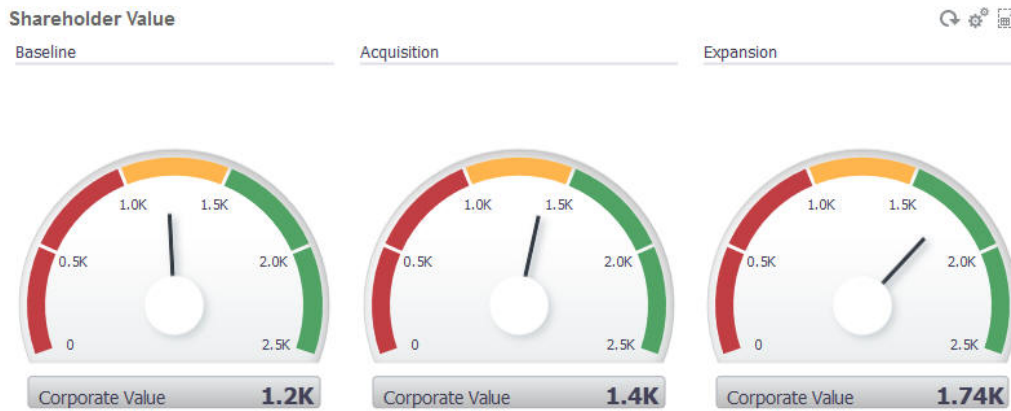 Shareholder Value
Baseline
Acquisition
Expansion
1.0K 1.5K
0.5K 2.0K
0 2.5K
Corporate Value 1.2K
1.0K 1.5K
0.5K 2.0K
0 2.5K
Corporate Value 1.4K
1.0K 1.5K
0.5K 2.0K
0 2.5K
Corporate Value 1.74K